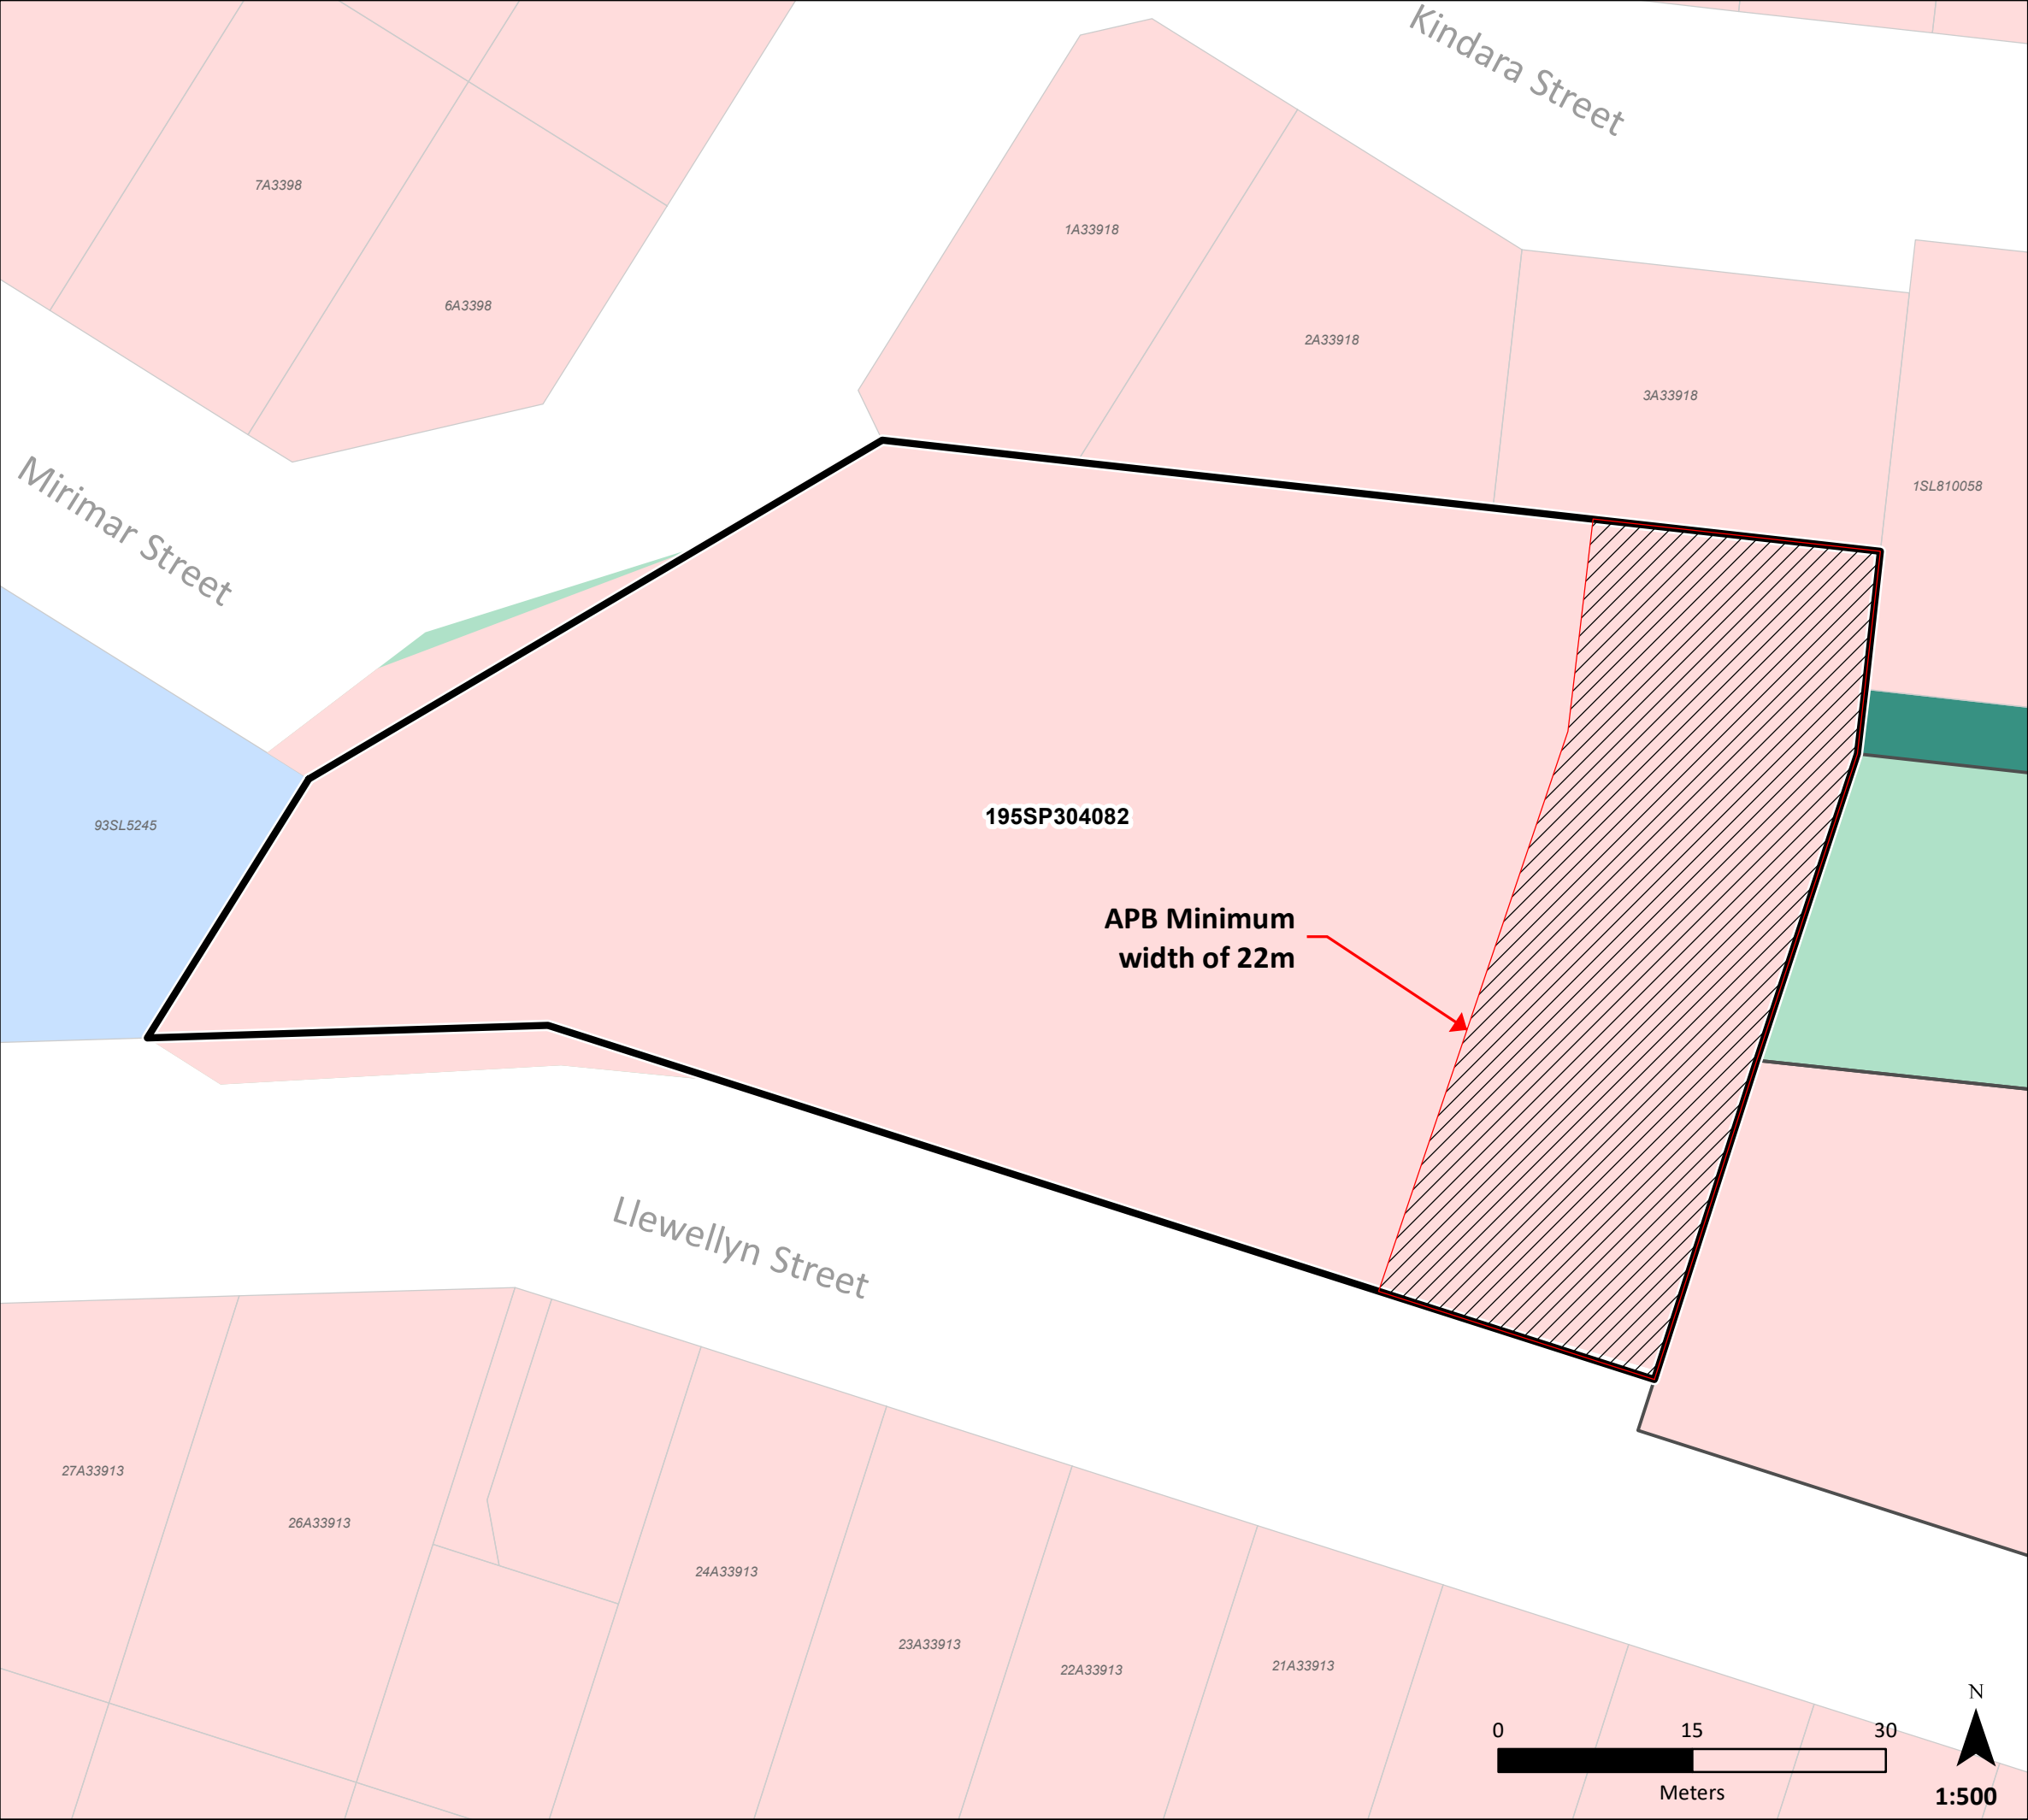 Kindara Street
7A3398
1A33918
6A3398
2A33918
3A33918
1SL810058
Mirimar Street
93SL5245
195SP304082
APB Minimum
width of 22m
Llewellyn Street
27A33913
26A33913
24A33913
23A33913
22A33913
21A33913
N
0 15 30
Meters
1:500